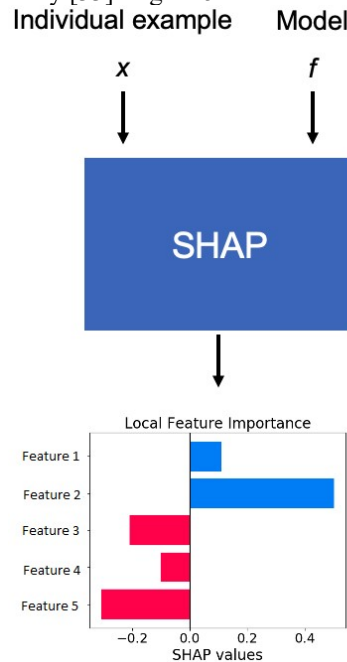 Individual example Model
x f
SHAP
Local Feature Importance
Feature 1
Feature 2
Feature 3
Feature 4
Feature 5
−0.2 0.0 0.2 0.4
SHAP values